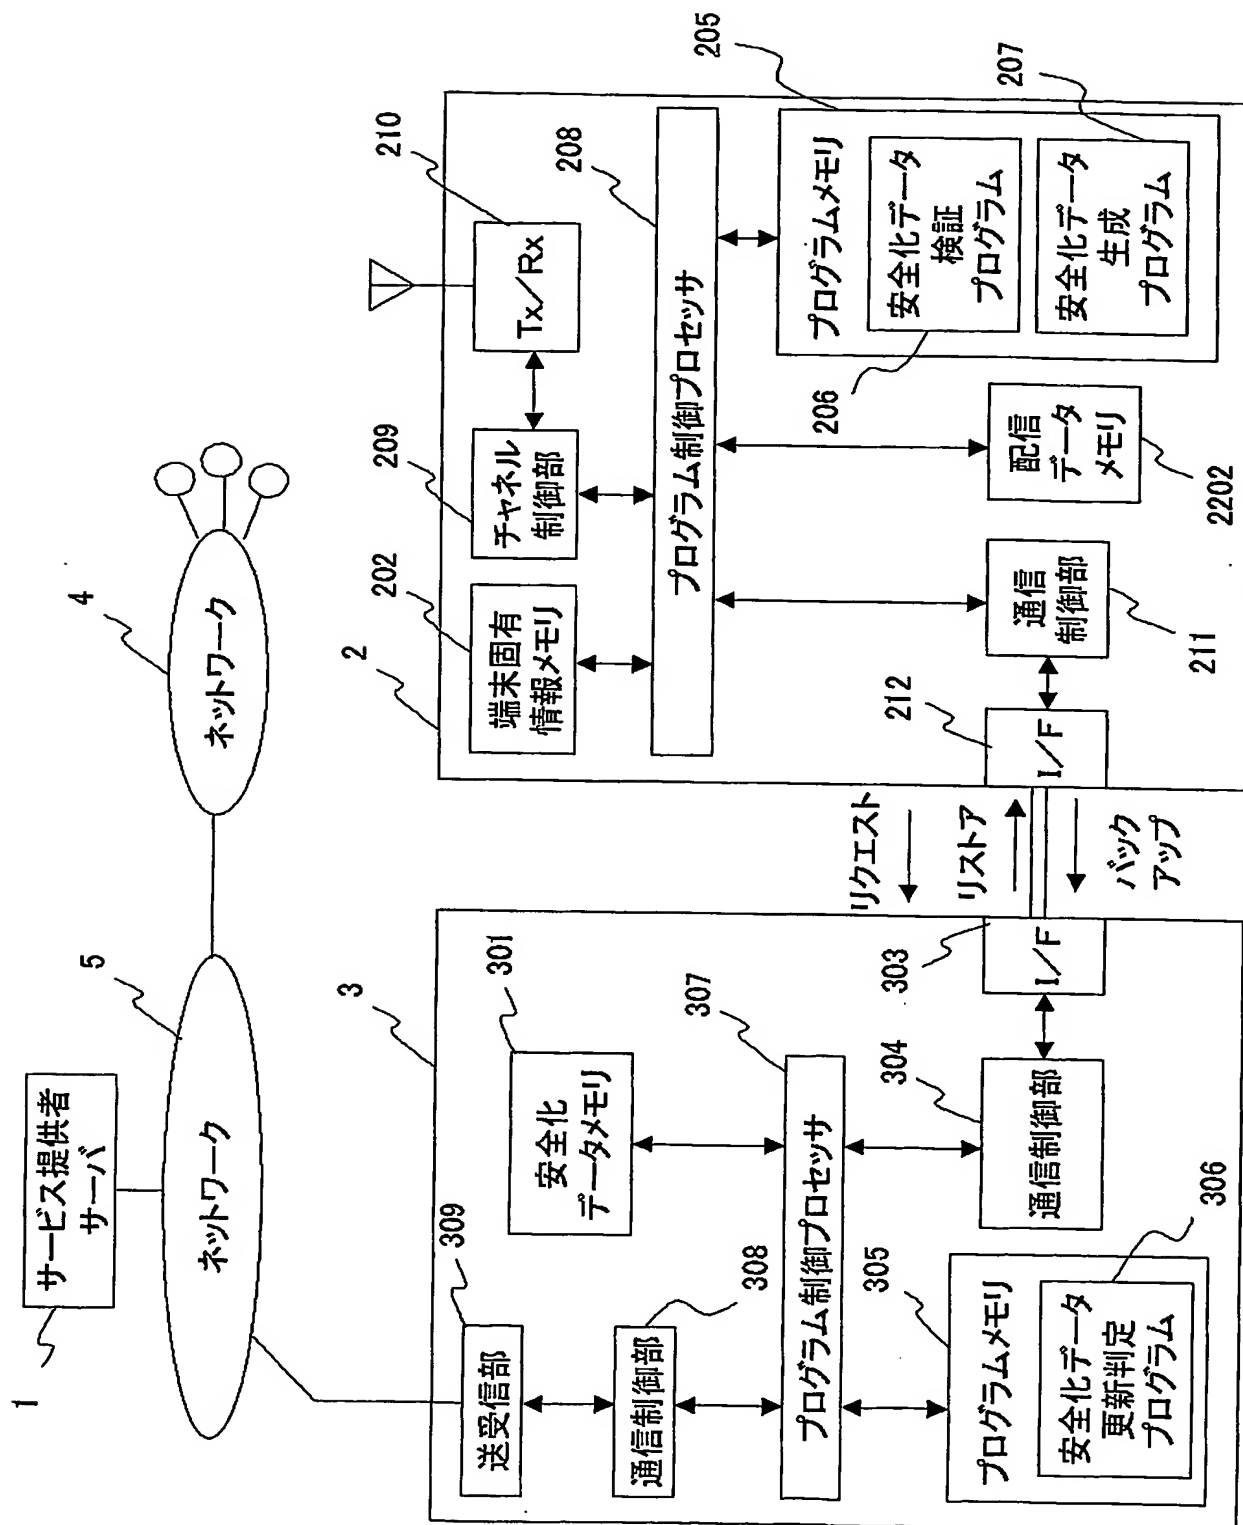 1
サービス提供者
サーバ
5
ネットワーク
4
ネットワーク
3
309
送受信部
308
通信制御部
301
安全化
データメモリ
307
プログラム制御プロセッサ
305
プログラムメモリ
306
安全化データ
更新判定
プログラム
304
通信制御部
303
I/F
リクエスト
リストア
バック
アップ
2
202
端末固有
情報メモリ
209
チャネル
制御部
210
Tx/Rx
208
プログラム制御プロセッサ
212
I/F
211
通信
制御部
2202
配信
データ
メモリ
205
プログラムメモリ
206
安全化データ
検証
プログラム
207
安全化データ
生成
プログラム